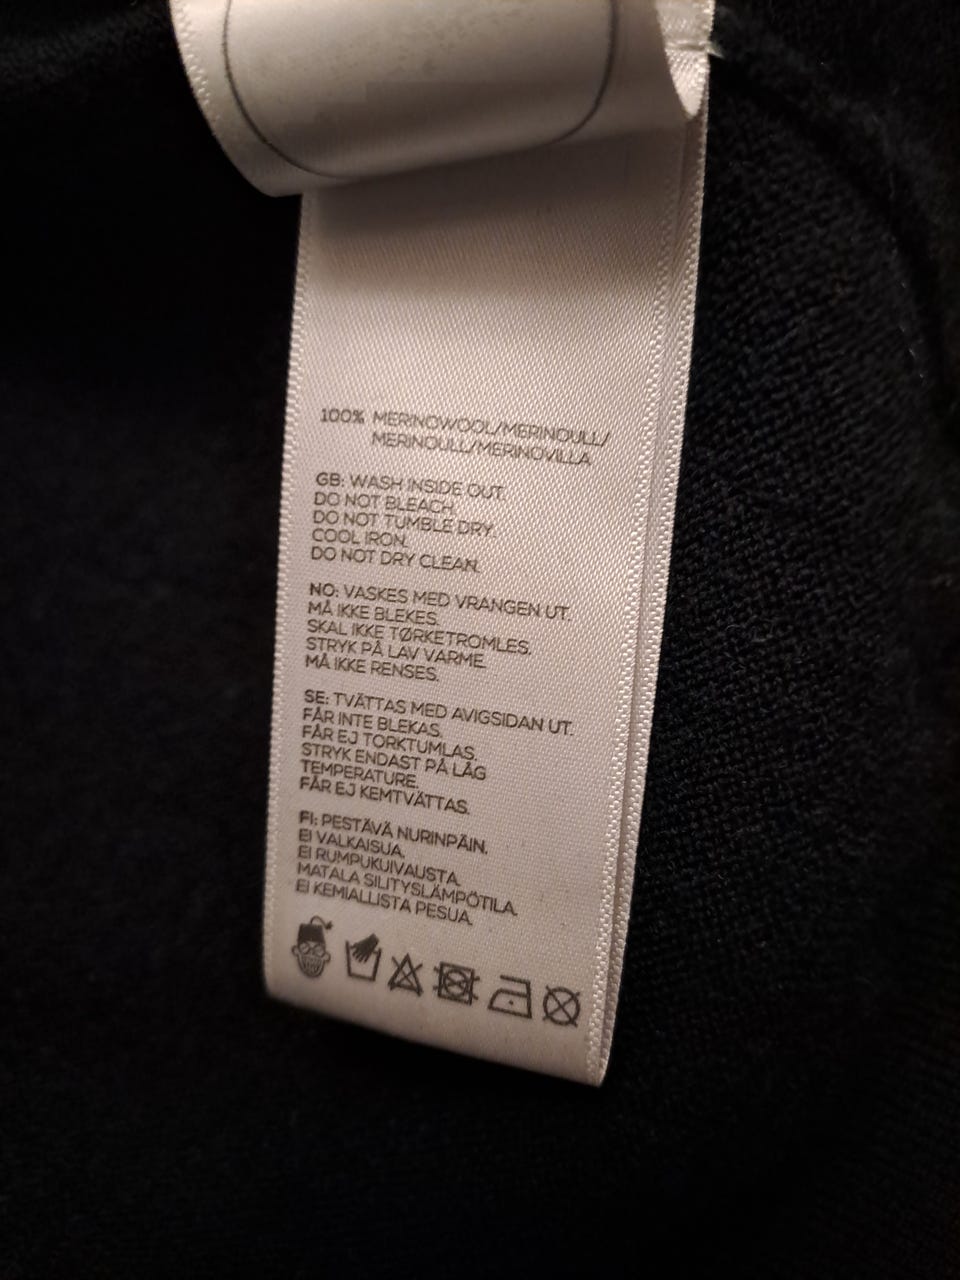 100% MERINOWOOL/MERINOULL/
MERINOULL/MERINOVILLA
GB: WASH INSIDE OUT.
DO NOT BLEACH.
DO NOT TUMBLE DRY.
COOL IRON.
DO NOT DRY CLEAN.
NO: VASKES MED VRANGEN UT.
MÅ IKKE BLEKES.
SKAL IKKE TØRKETROMLES.
STRYK PÅ LAV VARME.
MÅ IKKE RENSES.
SE: TVÄTTAS MED AVIGSIDAN UT.
FÅR INTE BLEKAS.
FÅR EJ TORKTUMLAS.
STRYK ENDAST PÅ LÅG
TEMPERATURE.
FÅR EJ KEMTVÄTTAS.
FI: PESTÄVÄ NURINPÄIN.
EI VALKAISUA.
EI RUMPUKUIVAUSTA.
MATALA SILITYSLÄMPÖTILA.
EI KEMIALLISTA PESUA.